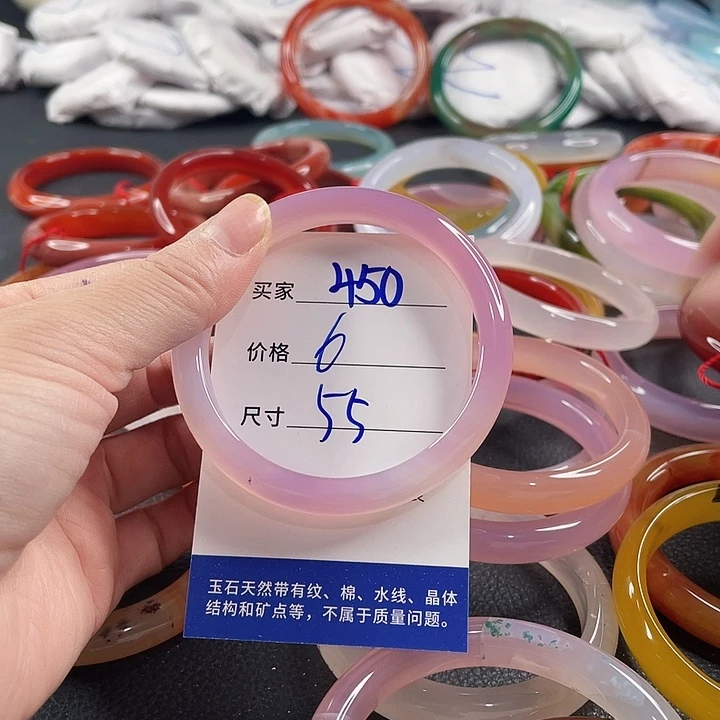 买家 450
价格 6
尺寸 55
玉石天然带有纹、棉、水线、晶体
结构和矿点等，不属于质量问题。